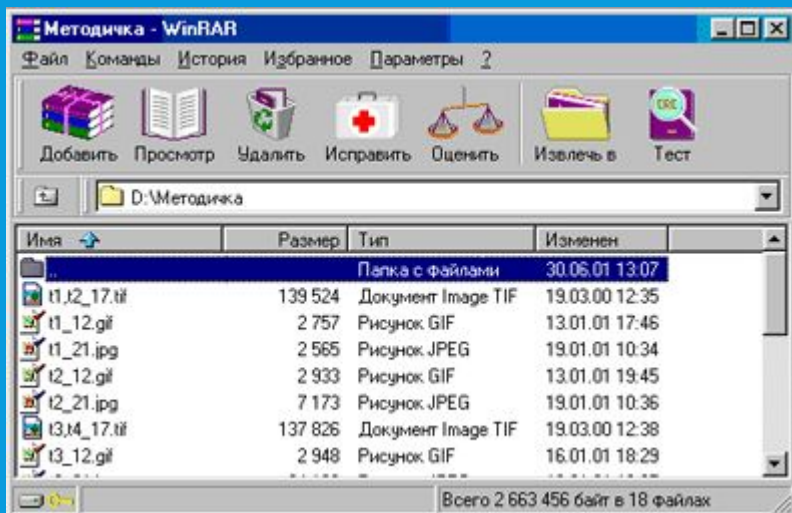 Методичка - WinRAR
Файл Команды История Избранное Параметры ?
Добавить Просмотр Удалить Исправить Оценить Извлечь в Тест
CRC
D:\Методичка
Имя Размер Тип Изменен
.. Папка с файлами 30.06.01 13:07
t1,t2_17.tif 139 524 Документ Image TIF 19.03.00 12:35
t1_12.gif 2 757 Рисунок GIF 13.01.01 17:46
t1_21.jpg 2 565 Рисунок JPEG 19.01.01 10:34
t2_12.gif 2 933 Рисунок GIF 13.01.01 19:45
t2_21.jpg 7 173 Рисунок JPEG 19.01.01 10:36
t3,t4_17.tif 137 826 Документ Image TIF 19.03.00 12:38
t3_12.gif 2 948 Рисунок GIF 16.01.01 18:29
Всего 2 663 456 байт в 18 файлах